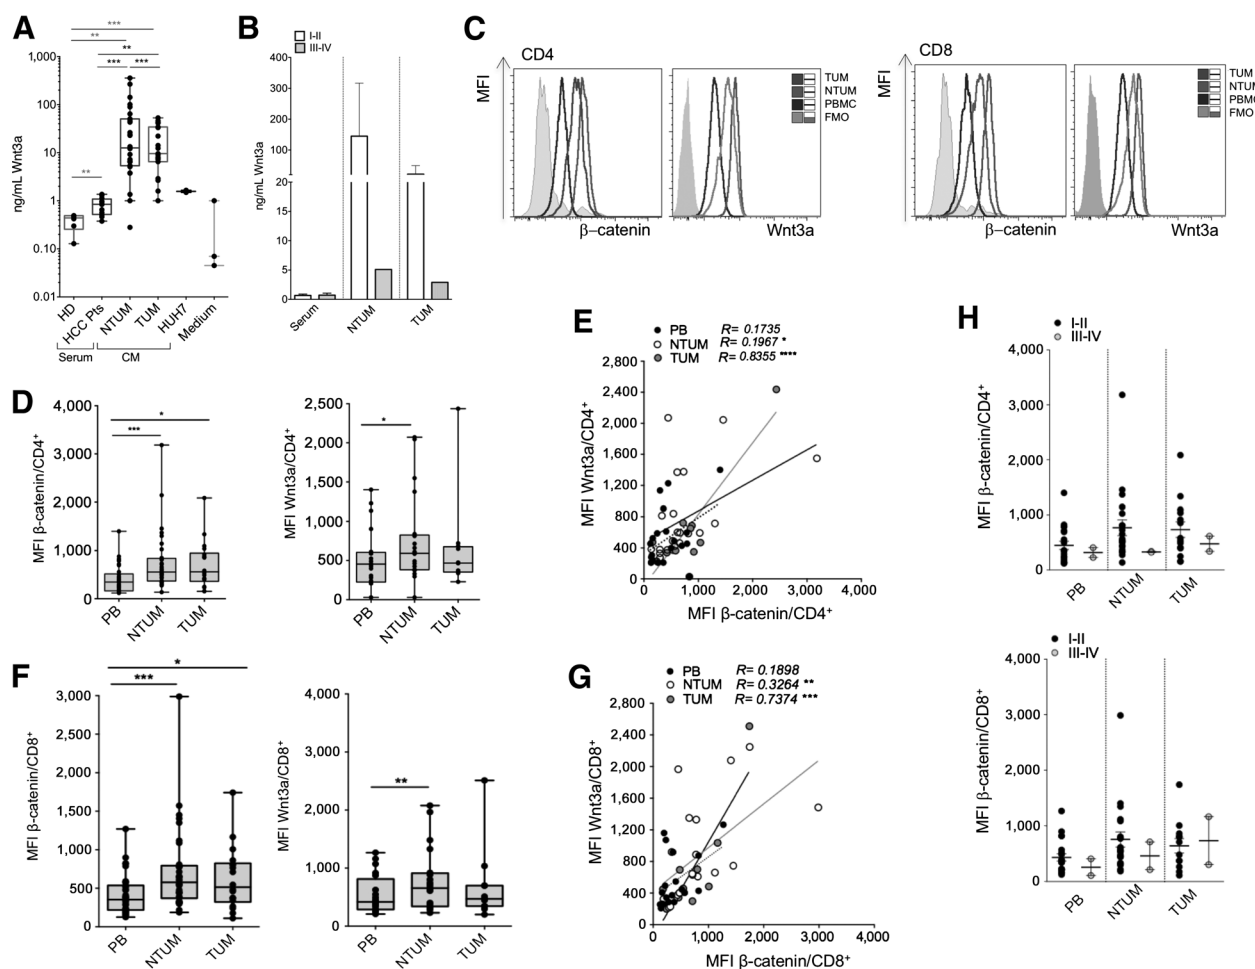 A
***
**
**
*** ***
**
ng/mL Wnt3a
1,000
100
10
1
0.10
0.01
HD
HCC Pts
NTUM
TUM
HUH7
Medium
Serum
CM
B
I-II
III-IV
ng/mL Wnt3a
400
300
200
100
20
15
10
5
0
Serum
NTUM
TUM
C
CD4
MFI
β-catenin
Wnt3a
TUM
NTUM
PBMC
FMO
CD8
MFI
β-catenin
Wnt3a
TUM
NTUM
PBMC
FMO
D
MFI β-catenin/CD4+
4,000
3,000
2,000
1,000
0
*
***
PB
NTUM
TUM
MFI Wnt3a/CD4+
2,500
2,000
1,500
1,000
500
0
*
PB
NTUM
TUM
E
PB R= 0.1735
NTUM R= 0.1967 *
TUM R= 0.8355 ****
MFI Wnt3a/CD4+
2,800
2,400
2,000
1,600
1,200
800
400
0
0 1,000 2,000 3,000 4,000
MFI β-catenin/CD4+
F
MFI β-catenin/CD8+
3,000
2,500
2,000
1,500
1,000
500
0
*
***
PB
NTUM
TUM
MFI Wnt3a/CD8+
4,000
3,000
2,000
1,000
0
**
PB
NTUM
TUM
G
PB R= 0.1898
NTUM R= 0.3264 **
TUM R= 0.7374 ***
MFI Wnt3a/CD8+
2,800
2,400
2,000
1,600
1,200
800
400
0
0 1,000 2,000 3,000 4,000
MFI β-catenin/CD8+
H
I-II
III-IV
MFI β-catenin/CD4+
4,000
3,000
2,000
1,000
0
PB
NTUM
TUM
I-II
III-IV
MFI β-catenin/CD8+
4,000
3,000
2,000
1,000
0
PB
NTUM
TUM